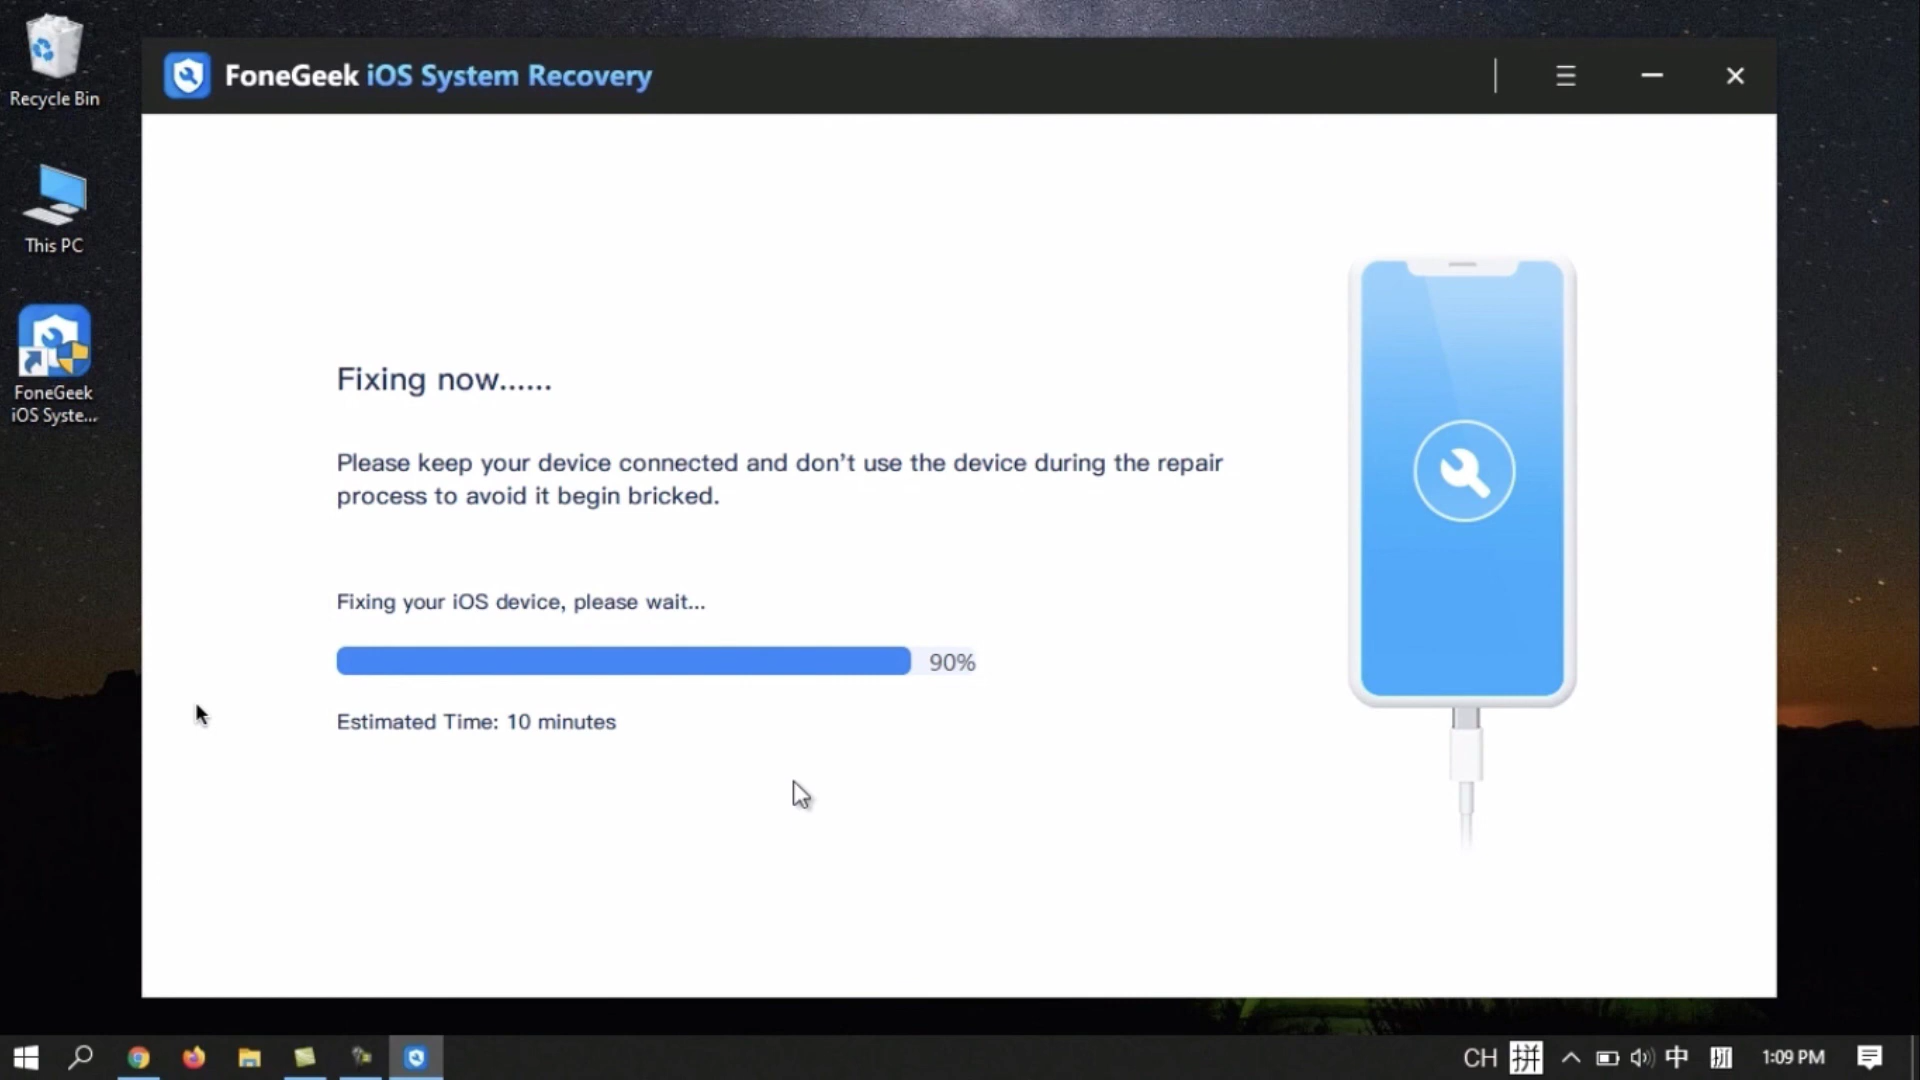 Recycle Bin
This PC
FoneGeek
iOS Syste...
FoneGeek iOS System Recovery
Fixing now......
Please keep your device connected and don't use the device during the repair
process to avoid it begin bricked.
Fixing your iOS device, please wait...
90%
Estimated Time: 10 minutes
CH 拼 中 拼 1:09 PM